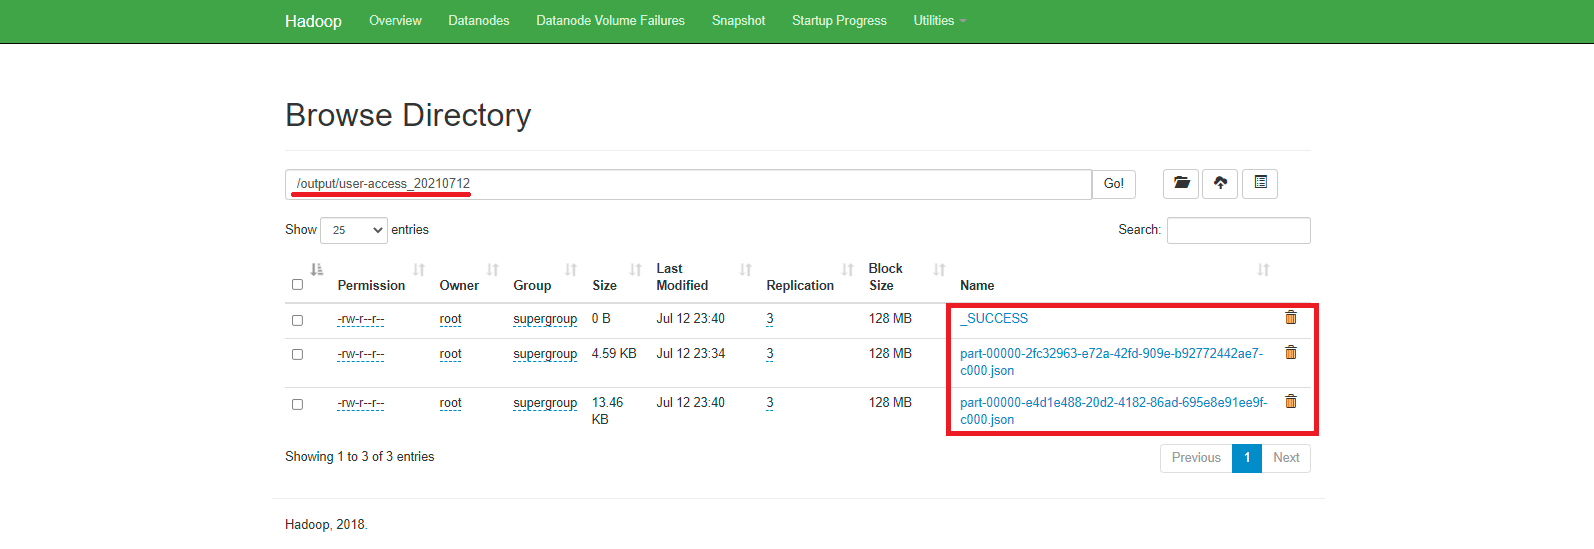 Hadoop Overview Datanodes Datanode Volume Failures Snapshot Startup Progress Utilities
Browse Directory
/output/user-access_20210712 Go!
Show 25 entries Search:
Permission Owner Group Size Last Modified Replication Block Size Name
-rw-r--r-- root supergroup 0 B Jul 12 23:40 3 128 MB _SUCCESS
-rw-r--r-- root supergroup 4.59 KB Jul 12 23:34 3 128 MB part-00000-2fc32963-e72a-42fd-909e-b92772442ae7-
c000.json
-rw-r--r-- root supergroup 13.46 KB Jul 12 23:40 3 128 MB part-00000-e4d1e488-20d2-4182-86ad-695e8e91ee9f-
c000.json
Showing 1 to 3 of 3 entries Previous 1 Next
Hadoop, 2018.